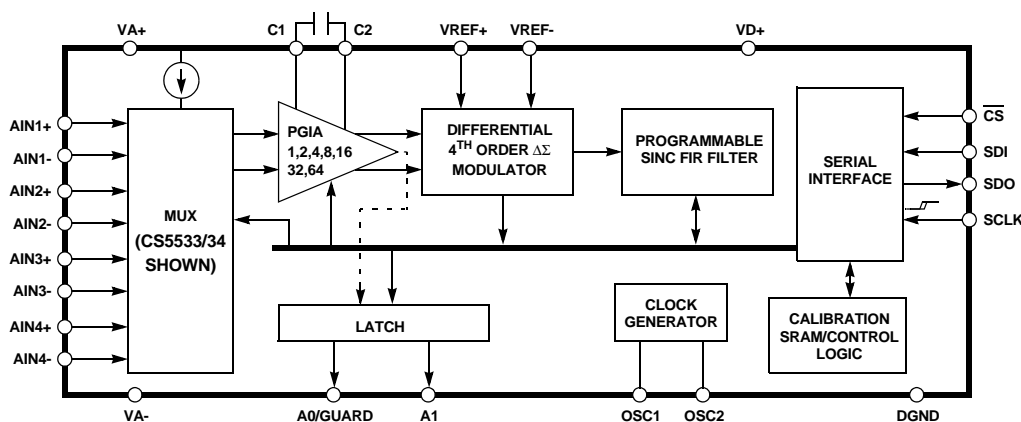 VA+
C1
C2
VREF+
VREF-
VD+
AIN1+
AIN1-
AIN2+
AIN2-
AIN3+
AIN3-
AIN4+
AIN4-
MUX
(CS5533/34
SHOWN)
PGIA
1,2,4,8,16
32,64
DIFFERENTIAL
4TH ORDER ΔΣ
MODULATOR
PROGRAMMABLE
SINC FIR FILTER
SERIAL
INTERFACE
CS
SDI
SDO
SCLK
LATCH
CLOCK
GENERATOR
CALIBRATION
SRAM/CONTROL
LOGIC
VA-
A0/GUARD
A1
OSC1
OSC2
DGND